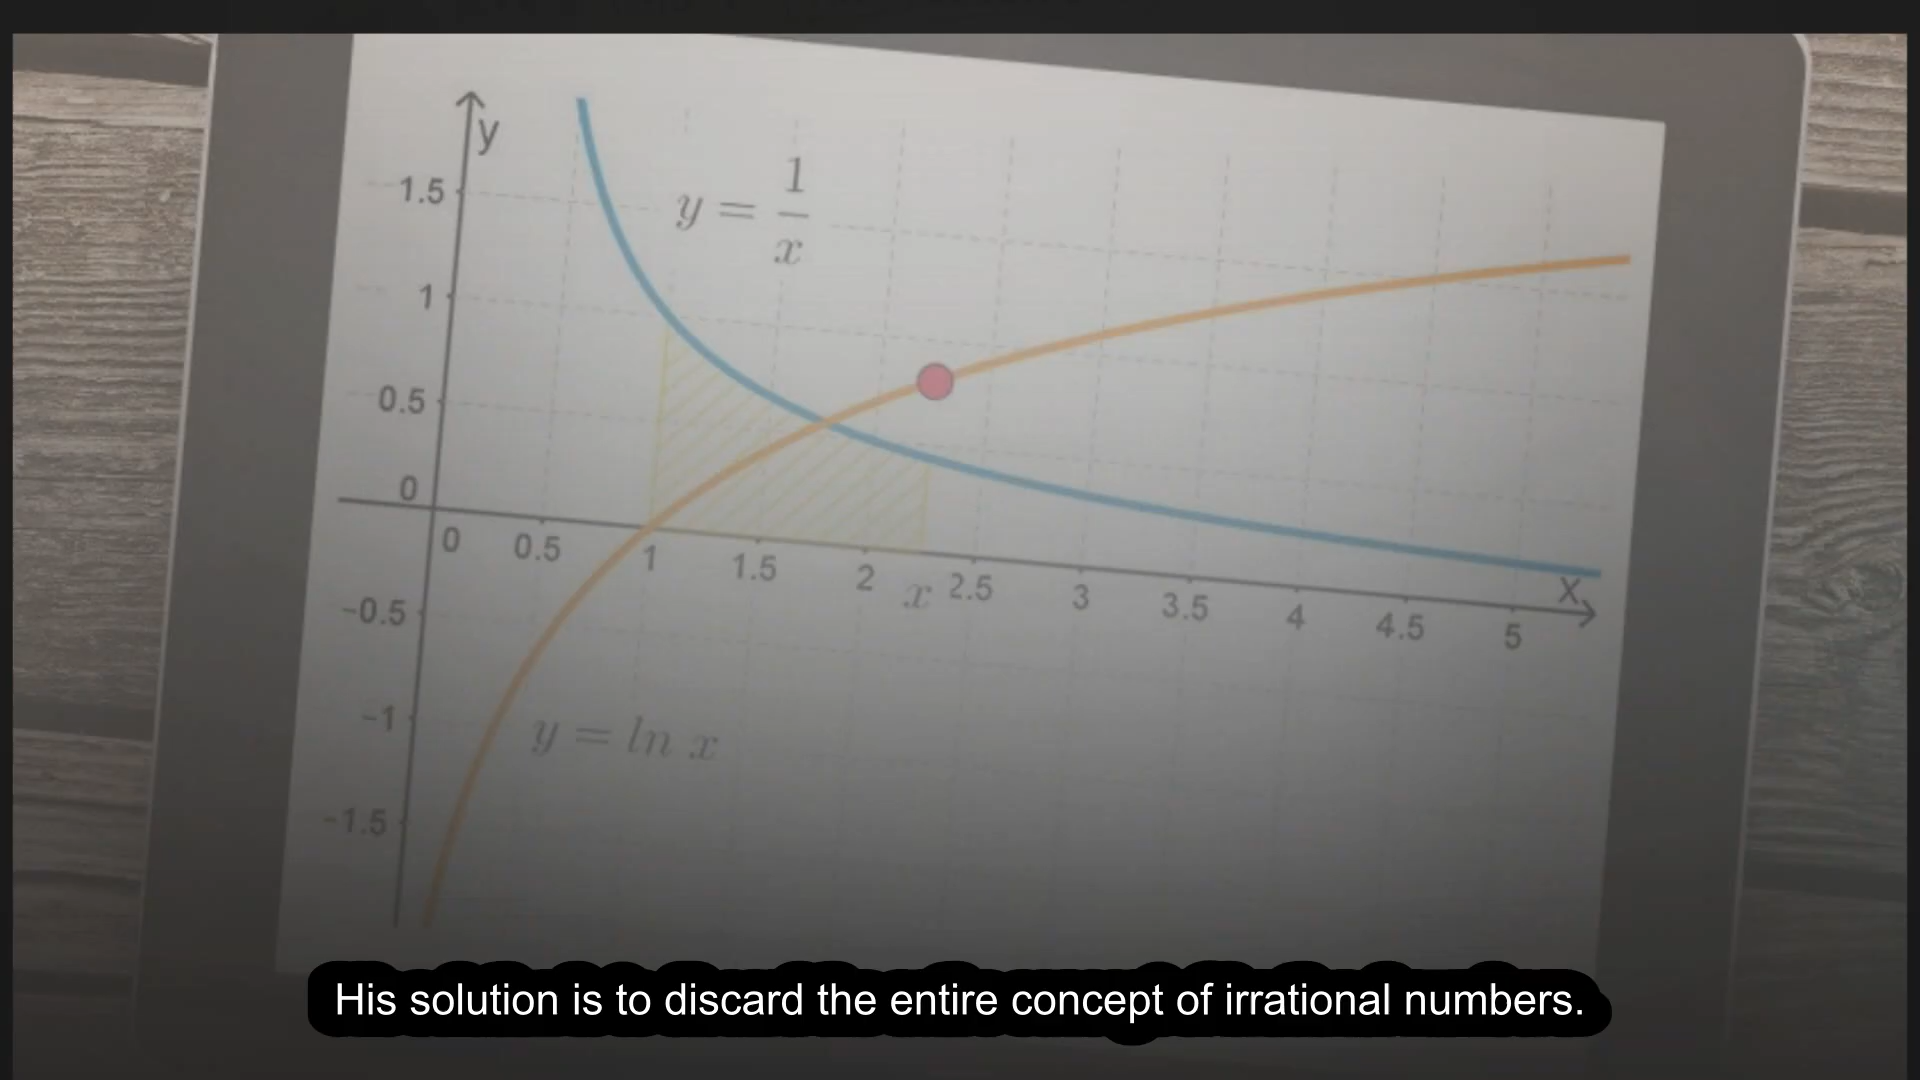 y
1.5
y = 1/x
1
0.5
0
0 0.5 1 1.5 2 x 2.5 3 3.5 4 4.5 5 X
-0.5
-1
y = ln x
-1.5
His solution is to discard the entire concept of irrational numbers.